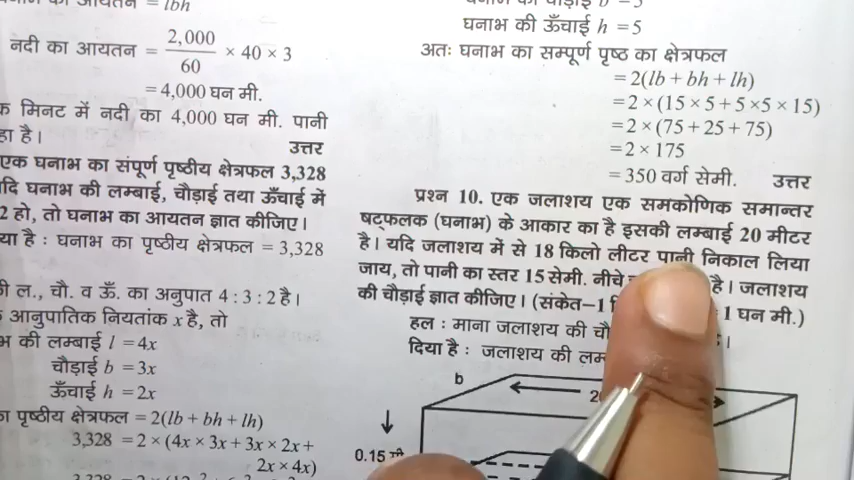 = lbh
नदी का आयतन = 2,000/60 × 40 × 3
= 4,000 घन मी.
क मिनट में नदी का 4,000 घन मी. पानी
हा है।
उत्तर
एक घनाभ का संपूर्ण पृष्ठीय क्षेत्रफल 3,328
दि घनाभ की लम्बाई, चौड़ाई तथा ऊँचाई में
2 हो, तो घनाभ का आयतन ज्ञात कीजिए।
या है : घनाभ का पृष्ठीय क्षेत्रफल = 3,328
ी ल., चौ. व ऊँ. का अनुपात 4 : 3 : 2 है।
आनुपातिक नियतांक x है, तो
भ की लम्बाई l = 4x
चौड़ाई b = 3x
ऊँचाई h = 2x
का पृष्ठीय क्षेत्रफल = 2(lb + bh + lh)
3,328 = 2 × (4x × 3x + 3x × 2x +
2x × 4x)
घनाभ की ऊँचाई h = 5
अतः घनाभ का सम्पूर्ण पृष्ठ का क्षेत्रफल
= 2(lb + bh + lh)
= 2 × (15 × 5 + 5 × 5 × 15)
= 2 × (75 + 25 + 75)
= 2 × 175
= 350 वर्ग सेमी. उत्तर
प्रश्न 10. एक जलाशय एक समकोणिक समान्तर
षट्फलक (घनाभ) के आकार का है इसकी लम्बाई 20 मीटर
है। यदि जलाशय में से 18 किलो लीटर पानी निकाल लिया
जाय, तो पानी का स्तर 15 सेमी. नीचे है। जलाशय
की चौड़ाई ज्ञात कीजिए। (संकेत–1 1 घन मी.)
हल : माना जलाशय की चौ
दिया है : जलाशय की लम
b
0.15